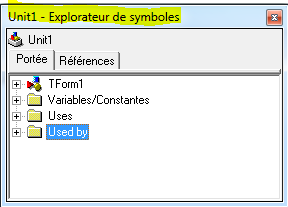 Unit1 - Explorateur de symboles
Unit1
Portée Références
TForm1
Variables/Constantes
Uses
Used by